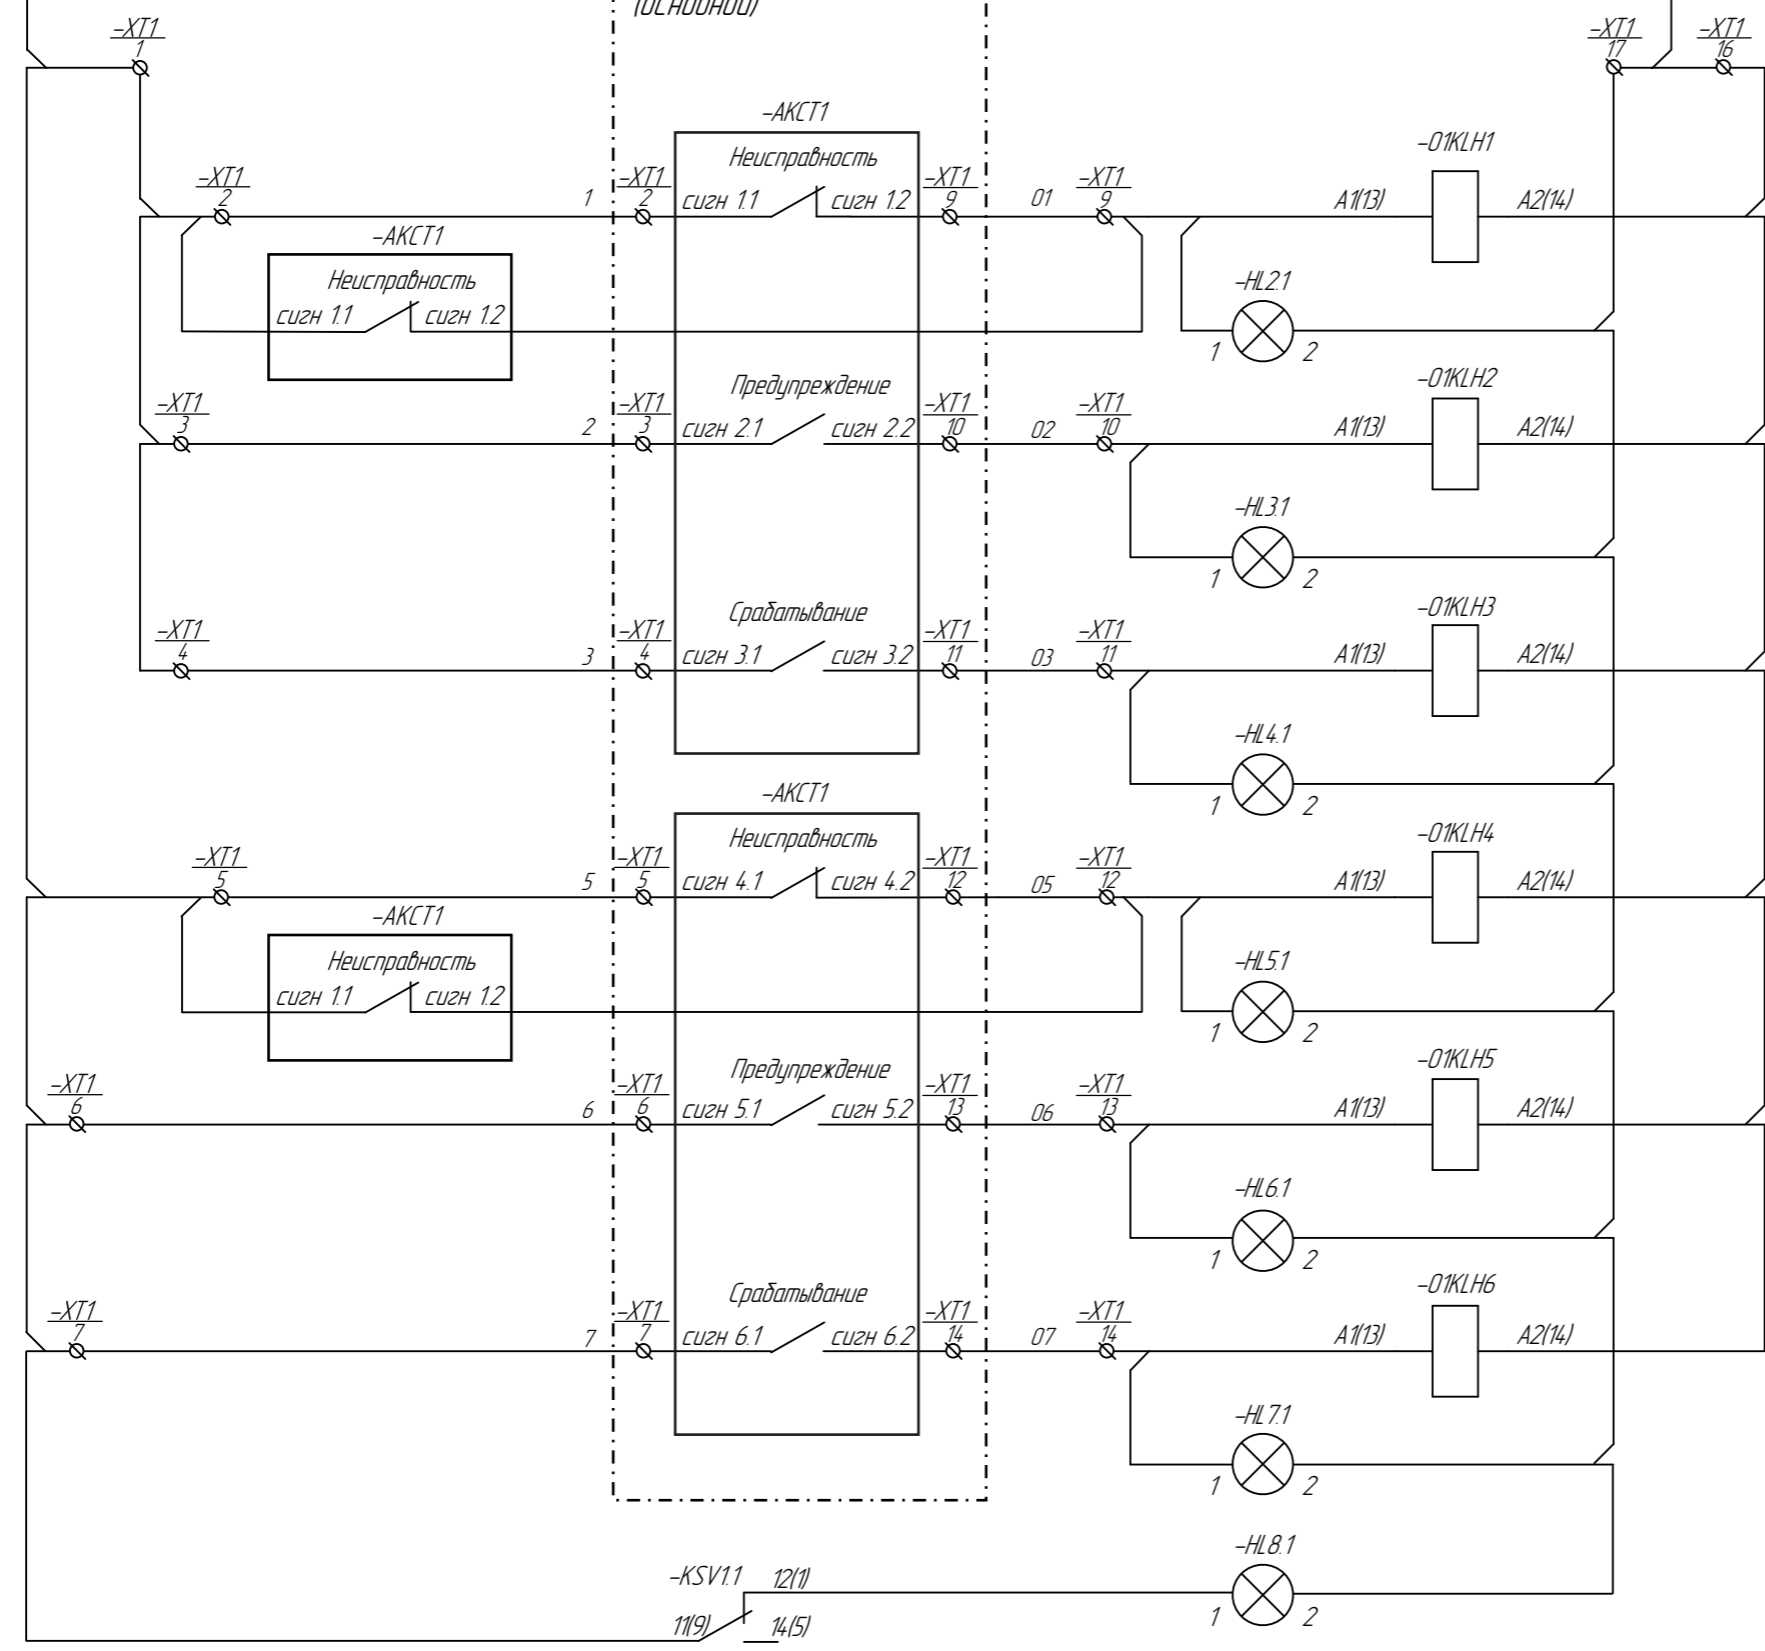 (основной)
-XT1
1
-XT1 -XT1
17 16
-АКСТ1
-01KLH1
Неисправность
-XT1 -XT1 -XT1 -XT1
2 1 2 сигн 1.1 сигн 1.2 9 01 9 A1(13) A2(14)
-АКСТ1
Неисправность
-HL2.1
сигн 1.1 сигн 1.2
1 2
Предупреждение
-01KLH2
-XT1 -XT1 -XT1 -XT1
3 2 3 сигн 2.1 сигн 2.2 10 02 10 A1(13) A2(14)
-HL3.1
1 2
Срабатывание
-01KLH3
-XT1 -XT1 -XT1 -XT1
4 3 4 сигн 3.1 сигн 3.2 11 03 11 A1(13) A2(14)
-HL4.1
1 2
-АКСТ1
Неисправность
-01KLH4
-XT1 -XT1 -XT1 -XT1
5 5 5 сигн 4.1 сигн 4.2 12 05 12 A1(13) A2(14)
-АКСТ1
Неисправность
-HL5.1
сигн 1.1 сигн 1.2
1 2
Предупреждение
-01KLH5
-XT1 -XT1 -XT1 -XT1
6 6 6 сигн 5.1 сигн 5.2 13 06 13 A1(13) A2(14)
-HL6.1
1 2
Срабатывание
-01KLH6
-XT1 -XT1 -XT1 -XT1
7 7 7 сигн 6.1 сигн 6.2 14 07 14 A1(13) A2(14)
-HL7.1
1 2
-HL8.1
-KSV1.1 12(1)
1 2
11(9) 14(5)